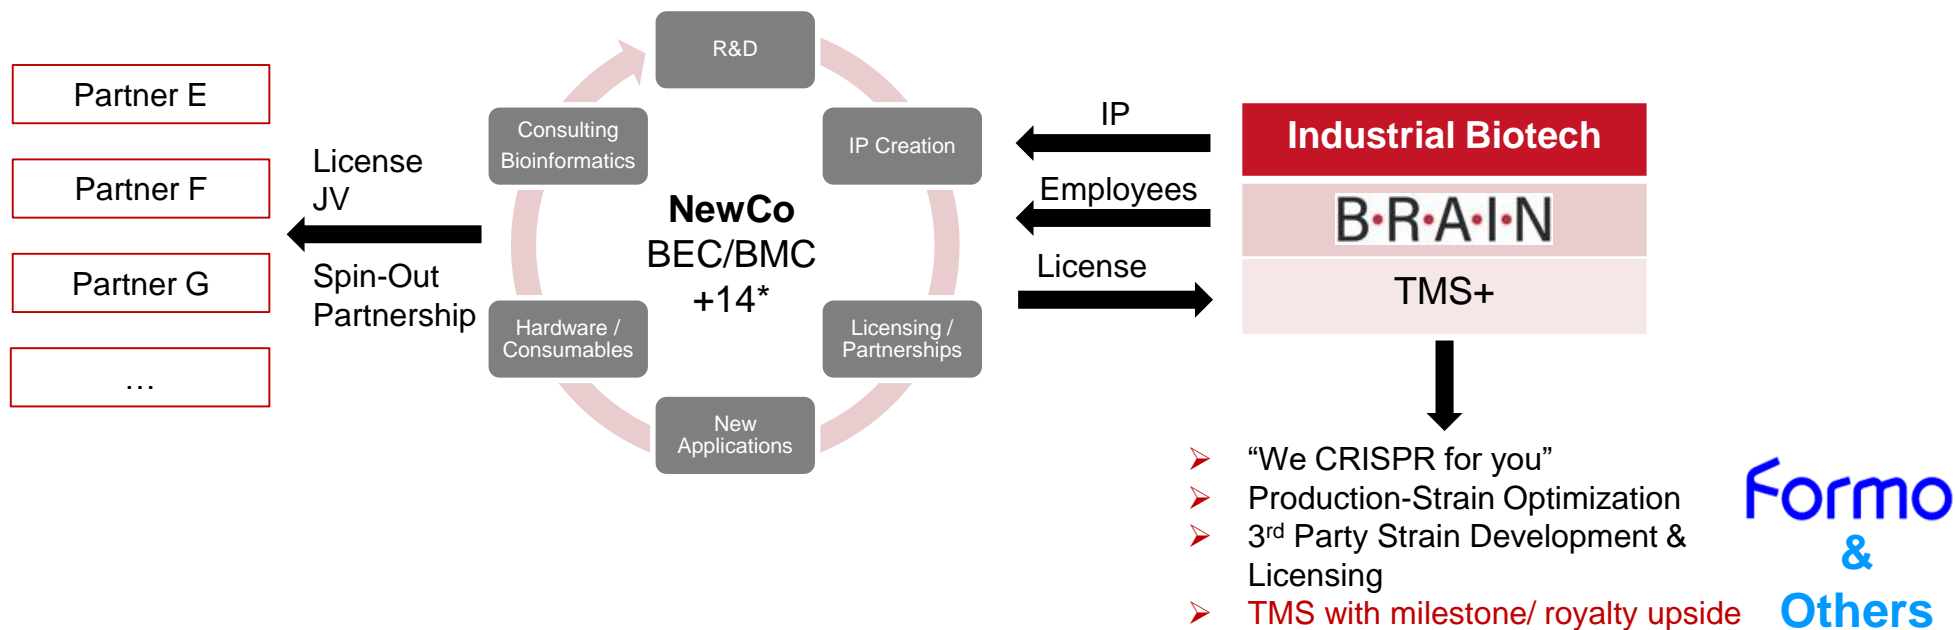 Partner E
Partner F
Partner G
…
License
JV
Spin-Out
Partnership
R&D
IP Creation
Licensing /
Partnerships
New
Applications
Hardware /
Consumables
Consulting
Bioinformatics
NewCo
BEC/BMC
+14*
IP
Employees
License
Industrial Biotech
B·R·A·I·N
TMS+
➢ “We CRISPR for you”
➢ Production-Strain Optimization
➢ 3rd Party Strain Development &
Licensing
➢ TMS with milestone/ royalty upside
Formo
&
Others